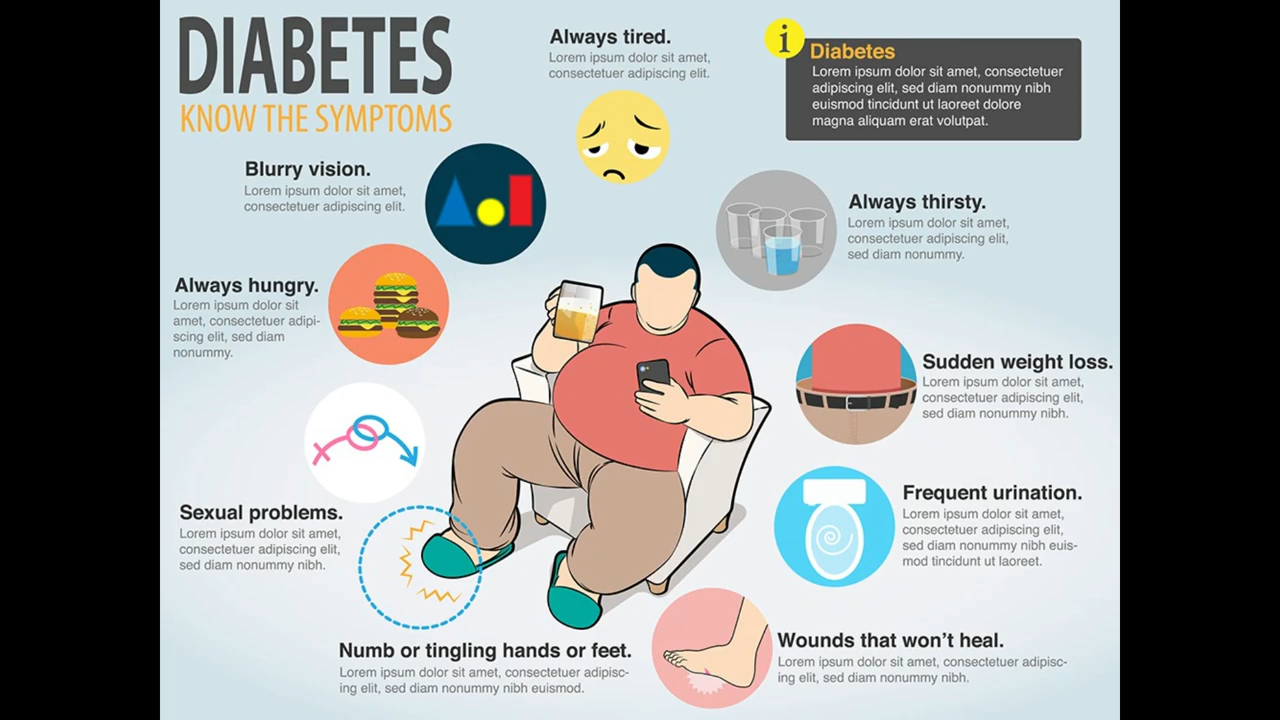 DIABETES
KNOW THE SYMPTOMS
Always tired.
Lorem ipsum dolor sit amet,
consectetuer adipiscing elit.
i
Diabetes
Lorem ipsum dolor sit amet, consectetuer
adipiscing elit, sed diam nonummy nibh
euismod tincidunt ut laoreet dolore
magna aliquam erat volutpat.
Blurry vision.
Lorem ipsum dolor sit amet,
consectetuer adipiscing elit.
Always thirsty.
Lorem ipsum dolor sit amet,
consectetuer adipiscing elit,
sed diam nonummy.
Always hungry.
Lorem ipsum dolor sit
amet, consectetuer adipi-
scing elit, sed diam
nonummy.
Sudden weight loss.
Lorem ipsum dolor sit amet,
consectetuer adipiscing elit,
sed diam nonummy nibh.
Sexual problems.
Lorem ipsum dolor sit amet,
consectetuer adipiscing elit,
sed diam nonummy nibh.
Frequent urination.
Lorem ipsum dolor sit amet,
consectetuer adipiscing elit,
sed diam nonummy nibh euis-
mod tincidunt ut laoreet.
Numb or tingling hands or feet.
Lorem ipsum dolor sit amet, consectetuer adipisc-
ing elit, sed diam nonummy nibh euismod.
Wounds that won't heal.
Lorem ipsum dolor sit amet, consectetuer adipisc-
ing elit, sed diam nonummy nibh.